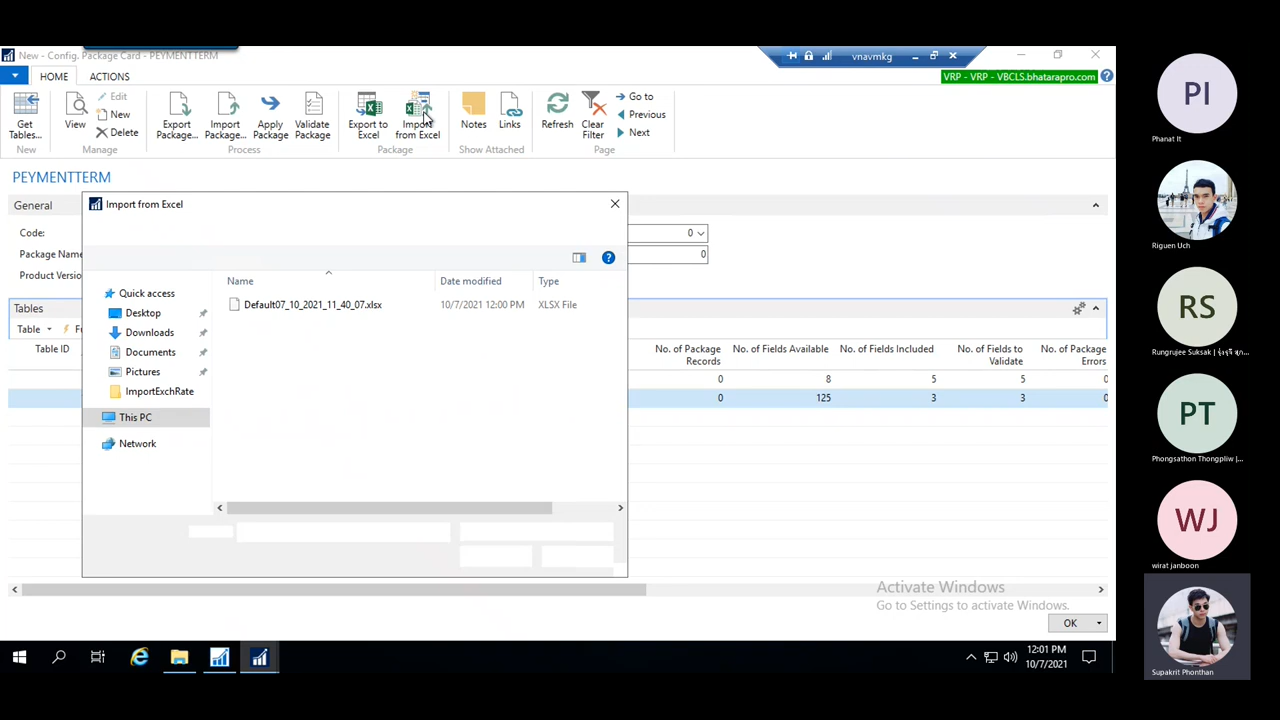 New - Config. Package Card - PEYMENTTERM
vnavmkg
HOME
ACTIONS
VRP - VRP - VBCLS.bhatarapro.com
Get
Tables...
New
View
Edit
New
Delete
Manage
Export
Package...
Import
Package...
Apply
Package
Validate
Package
Process
Export to
Excel
Import
from Excel
Package
Notes
Links
Show Attached
Refresh
Clear
Filter
Go to
Previous
Next
Page
PEYMENTTERM
General
Code:
Package Name
Product Versio
0
0
Tables
Table
Table ID
No. of Package
Records
No. of Fields Available
No. of Fields Included
No. of Fields to
Validate
No. of Package
Errors
0 8 5 5 0
0 125 3 3 0
Import from Excel
Name
Date modified
Type
Default07_10_2021_11_40_07.xlsx
10/7/2021 12:00 PM
XLSX File
Quick access
Desktop
Downloads
Documents
Pictures
ImportExchRate
This PC
Network
Activate Windows
Go to Settings to activate Windows.
OK
12:01 PM
10/7/2021
PI
Phanat It
Riguen Uch
RS
Rungrujee Suksak |
PT
Phongsathon Thongpliw |...
WJ
wirat janboon
Supakrit Phonthan